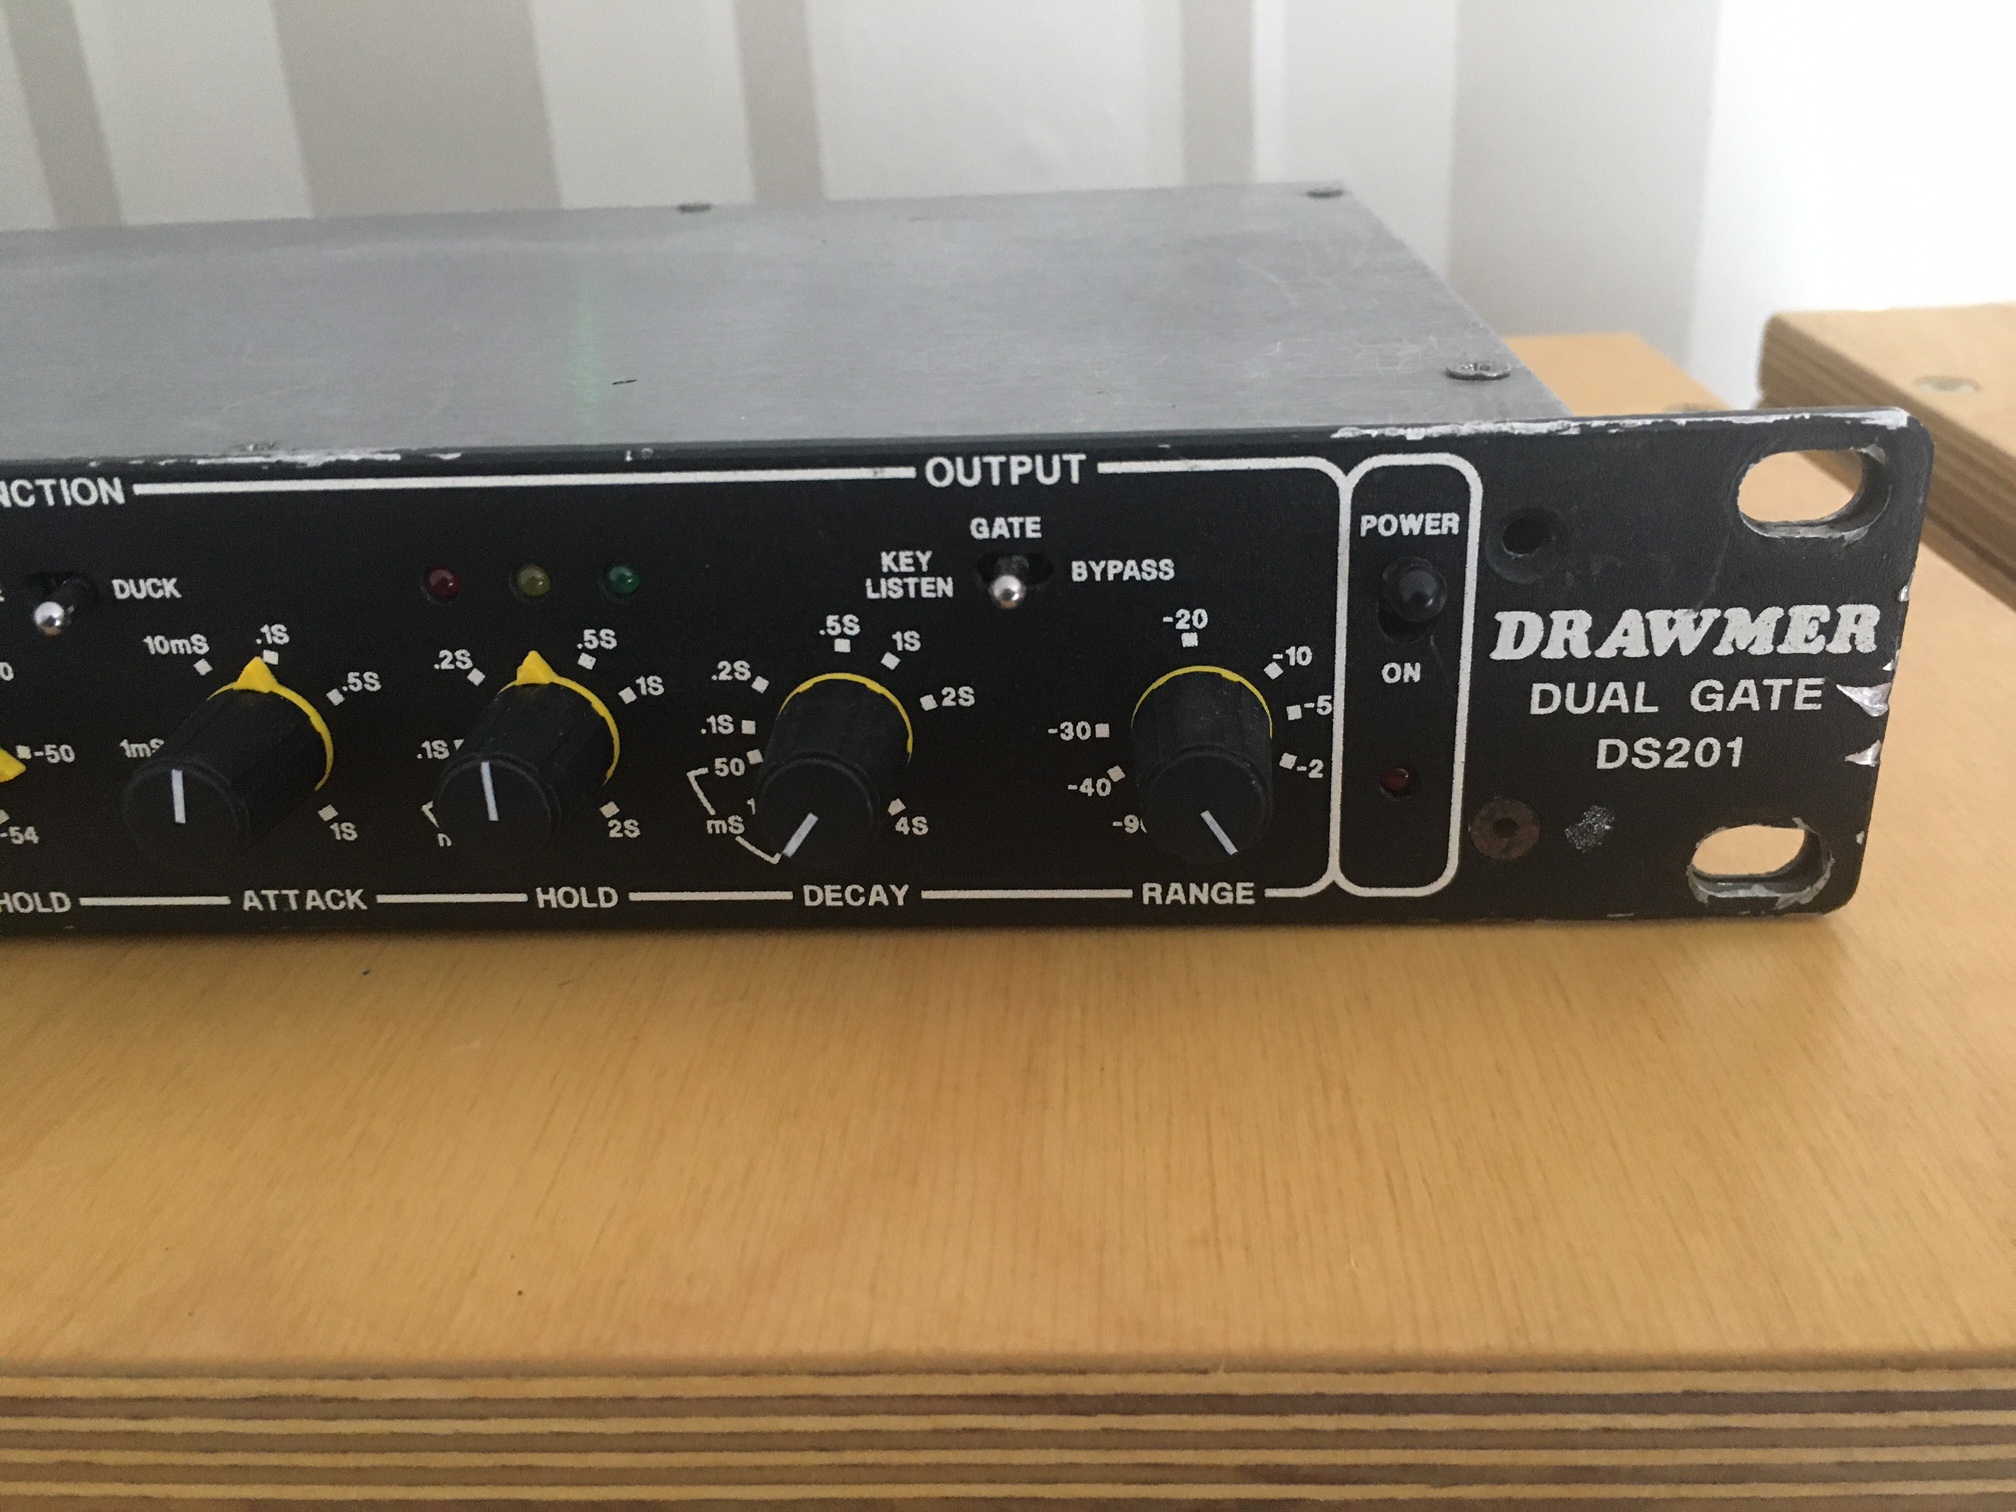 OUTPUT
GATE
KEY
LISTEN
BYPASS
DUCK
POWER
ON
DRAWMER
DUAL GATE
DS201
-50
-54
10mS
.1S
.5S
1S
.2S
.5S
1S
.1S
2S
.5S
1S
.2S
2S
.1S
50
mS
4S
-20
-10
-30
-5
-40
-2
ATTACK
HOLD
DECAY
RANGE